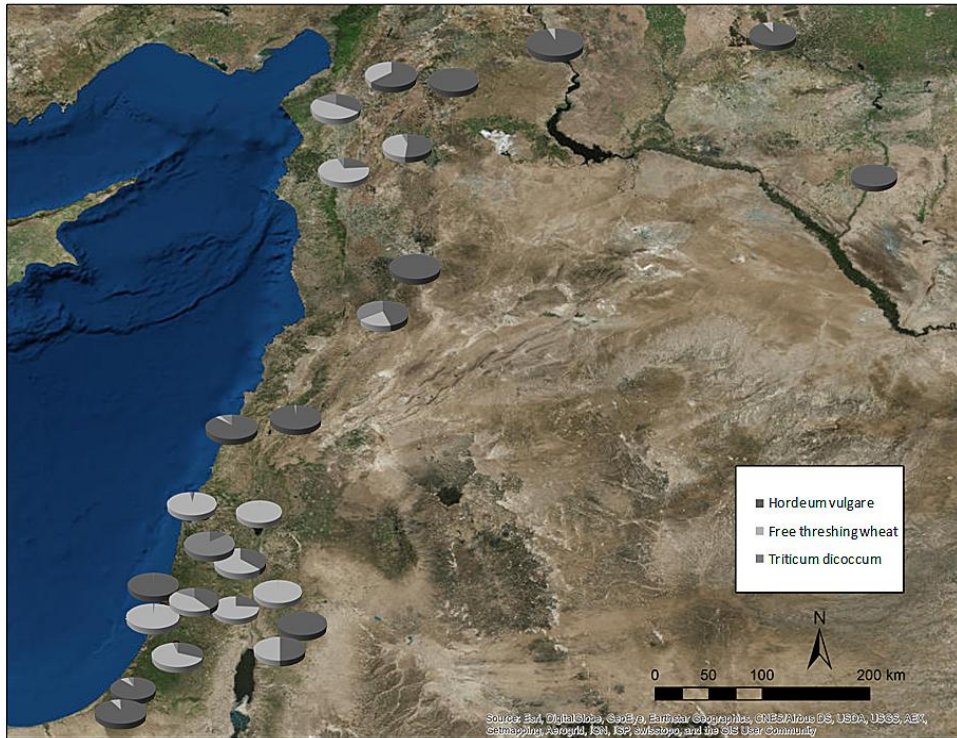 Hordeum vulgare
Free threshing wheat
Triticum dicoccum
N
0 50 100 200 km
Source: Esri, DigitalGlobe, GeoEye, Earthstar Geographics, CNES/Airbus DS, USDA, USGS, AEX,
Getmapping, Aerogrid, IGN, IGP, swisstopo, and the GIS User Community